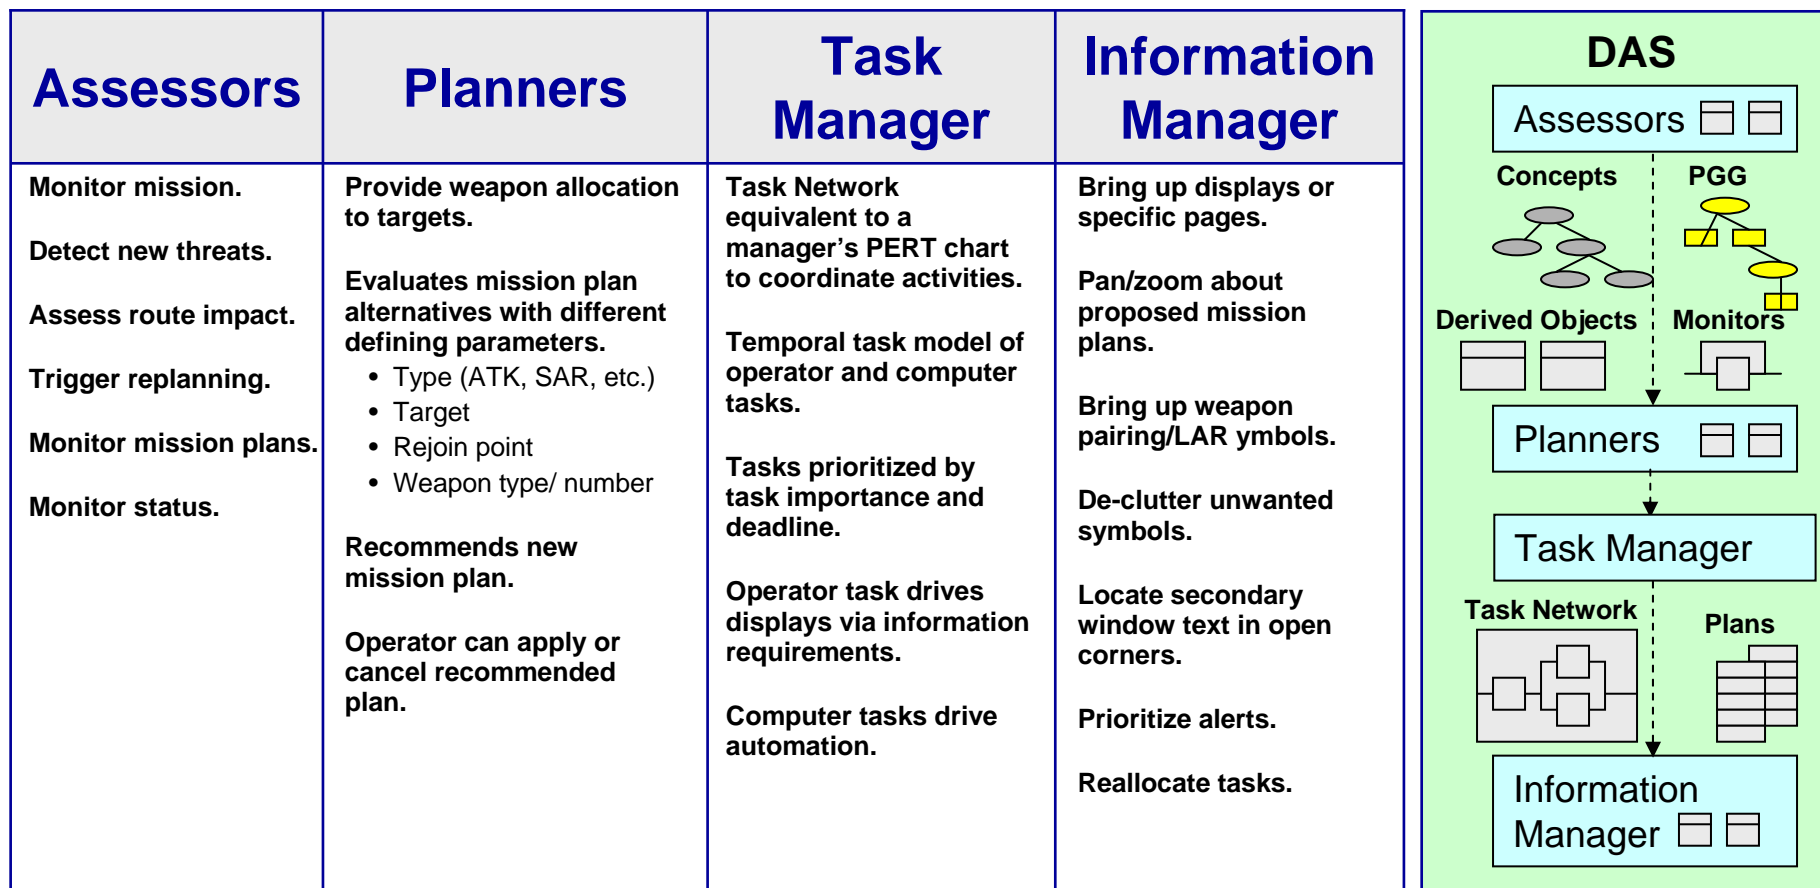 Assessors
Planners
Task
Manager
Information
Manager
Monitor mission.
Detect new threats.
Assess route impact.
Trigger replanning.
Monitor mission plans.
Monitor status.
Provide weapon allocation
to targets.
Evaluates mission plan
alternatives with different
defining parameters.
• Type (ATK, SAR, etc.)
• Target
• Rejoin point
• Weapon type/ number
Recommends new
mission plan.
Operator can apply or
cancel recommended
plan.
Task Network
equivalent to a
manager’s PERT chart
to coordinate activities.
Temporal task model of
operator and computer
tasks.
Tasks prioritized by
task importance and
deadline.
Operator task drives
displays via information
requirements.
Computer tasks drive
automation.
Bring up displays or
specific pages.
Pan/zoom about
proposed mission
plans.
Bring up weapon
pairing/LAR ymbols.
De-clutter unwanted
symbols.
Locate secondary
window text in open
corners.
Prioritize alerts.
Reallocate tasks.
DAS
Assessors
Concepts PGG
Derived Objects Monitors
Planners
Task Manager
Task Network Plans
Information
Manager